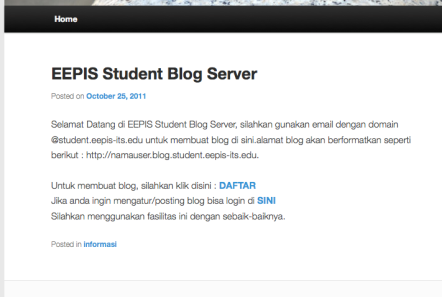 Home
EEPIS Student Blog Server
Posted on October 25, 2011
Selamat Datang di EEPIS Student Blog Server, silahkan gunakan email dengan domain
@student.eepis-its.edu untuk membuat blog di sini.alamat blog akan berformatkan seperti
berikut : http://namauser.blog.student.eepis-its.edu.
Untuk membuat blog, silahkan klik disini : DAFTAR
Jika anda ingin mengatur/posting blog bisa login di SINI
Silahkan menggunakan fasilitas ini dengan sebaik-baiknya.
Posted in informasi